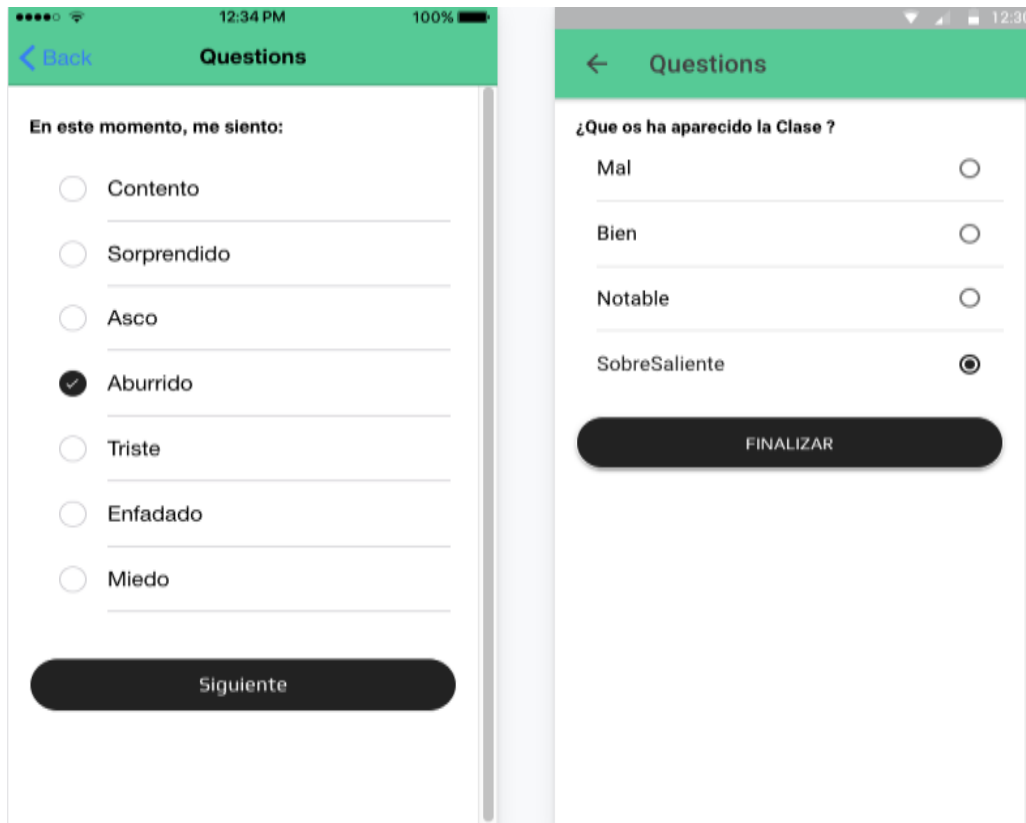 12:34 PM
100%
Back
Questions
En este momento, me siento:
Contento
Sorprendido
Asco
Aburrido
Triste
Enfadado
Miedo
Siguiente
Questions
¿Que os ha aparecido la Clase ?
Mal
Bien
Notable
SobreSaliente
FINALIZAR